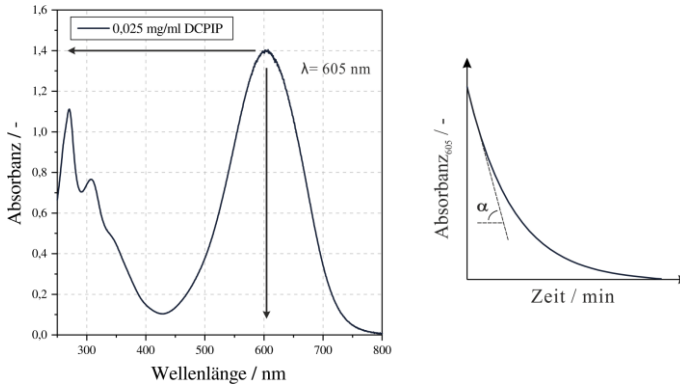 0,025 mg/ml DCPIP
λ= 605 nm
1,6
1,4
1,2
1,0
0,8
0,6
0,4
0,2
0,0
Absorbanz / -
300 400 500 600 700 800
Wellenlänge / nm
Absorbanz₆₀₅ / -
α
Zeit / min